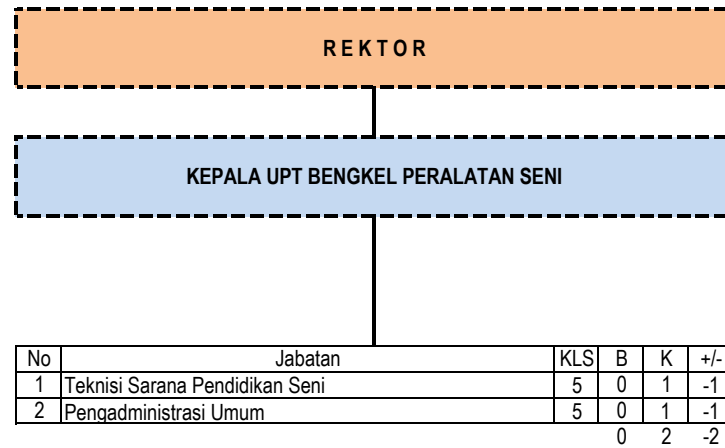 R E K T O R
KEPALA UPT BENGKEL PERALATAN SENI
No Jabatan KLS B K +/-
1 Teknisi Sarana Pendidikan Seni 5 0 1 -1
2 Pengadministrasi Umum 5 0 1 -1
0 2 -2